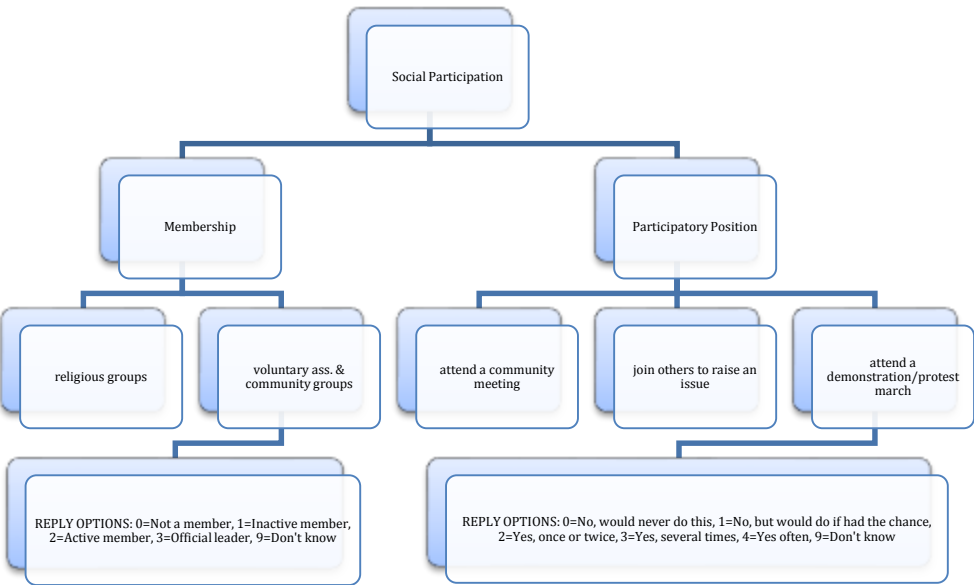 Social Participation
Membership
Participatory Position
religious groups
voluntary ass. &
community groups
attend a community
meeting
join others to raise an
issue
attend a
demonstration/protest
march
REPLY OPTIONS: 0=Not a member, 1=Inactive member,
2=Active member, 3=Official leader, 9=Don't know
REPLY OPTIONS: 0=No, would never do this, 1=No, but would do if had the chance,
2=Yes, once or twice, 3=Yes, several times, 4=Yes often, 9=Don't know